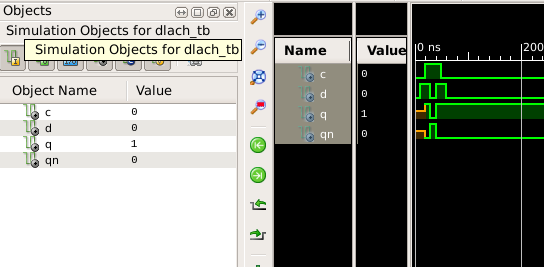 Objects
Simulation Objects for dlach_tb
Simulation Objects for dlach_tb
Object Name Value
c 0
d 0
q 1
qn 0
Name Value
c 0
d 0
q 1
qn 0
0 ns 200